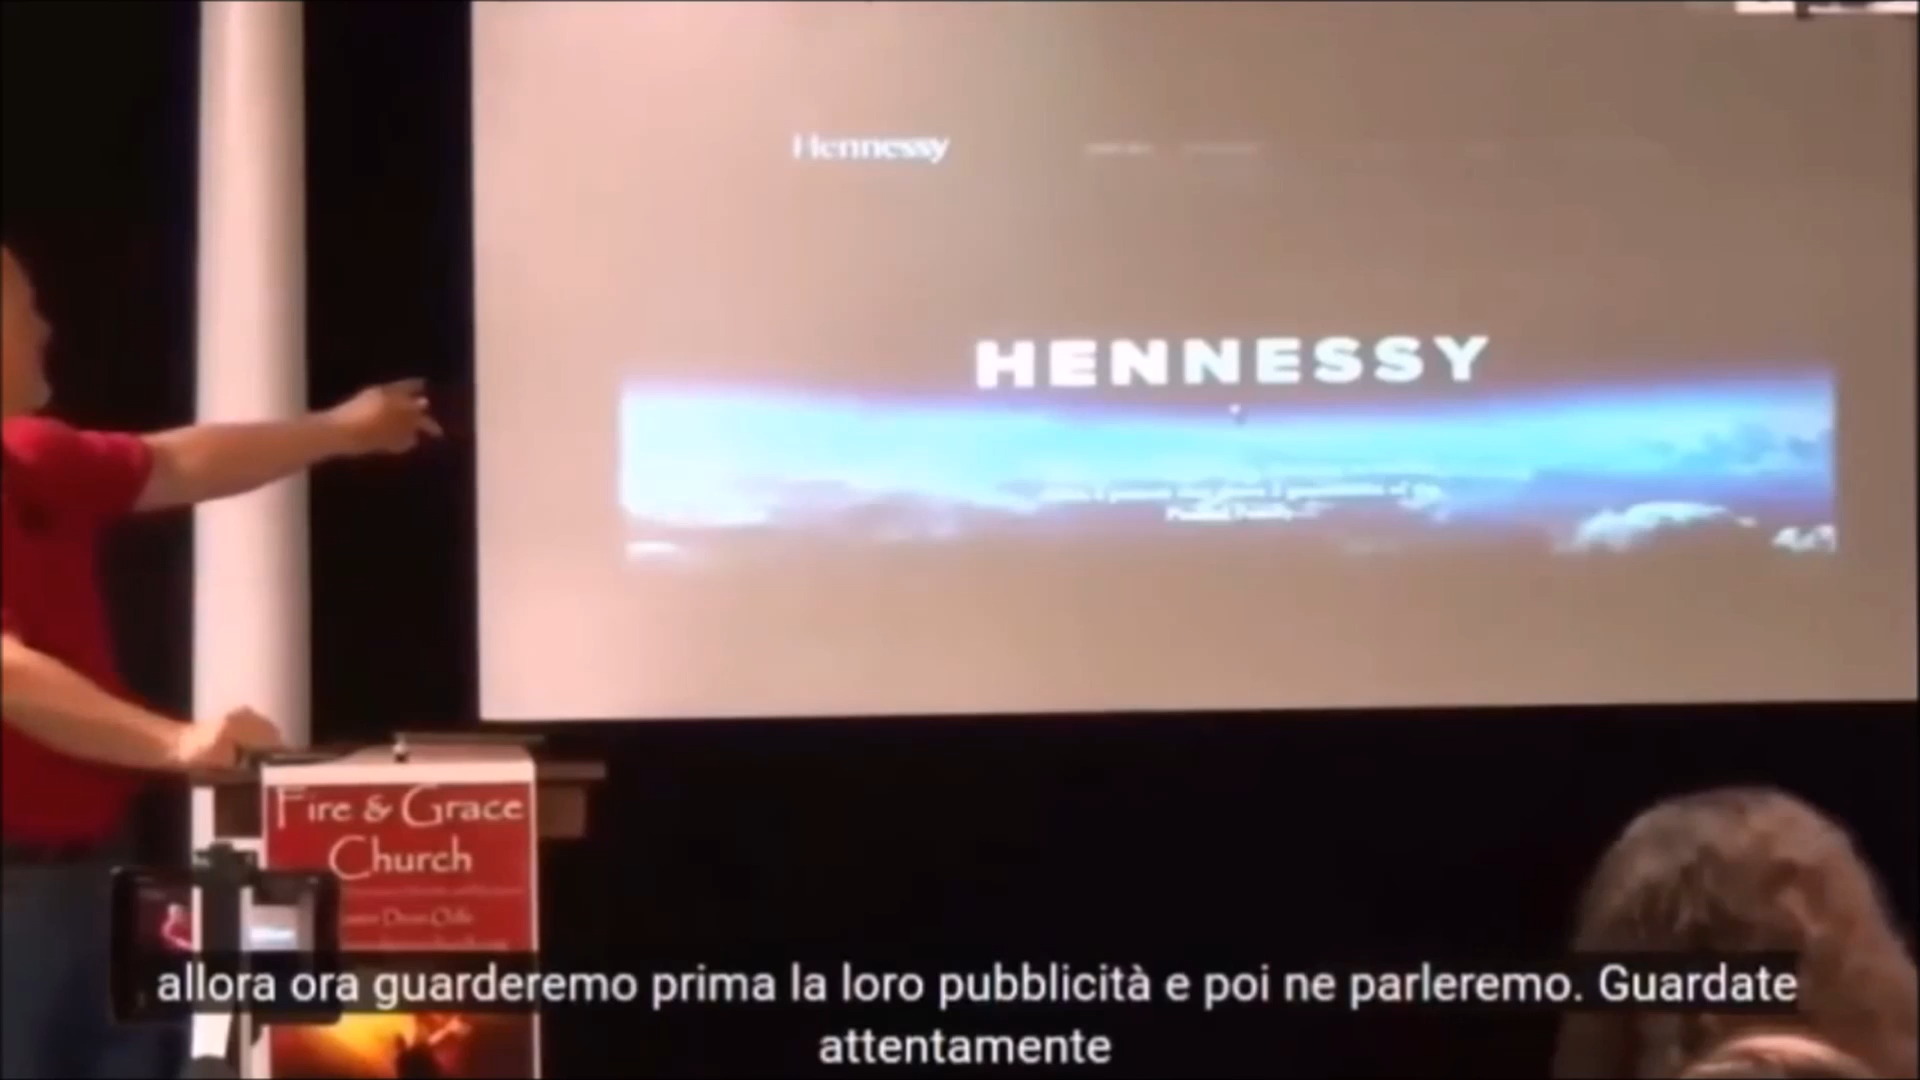 Hennessy
HENNESSY
Fire & Grace
Church
allora ora guarderemo prima la loro pubblicità e poi ne parleremo. Guardate
attentamente